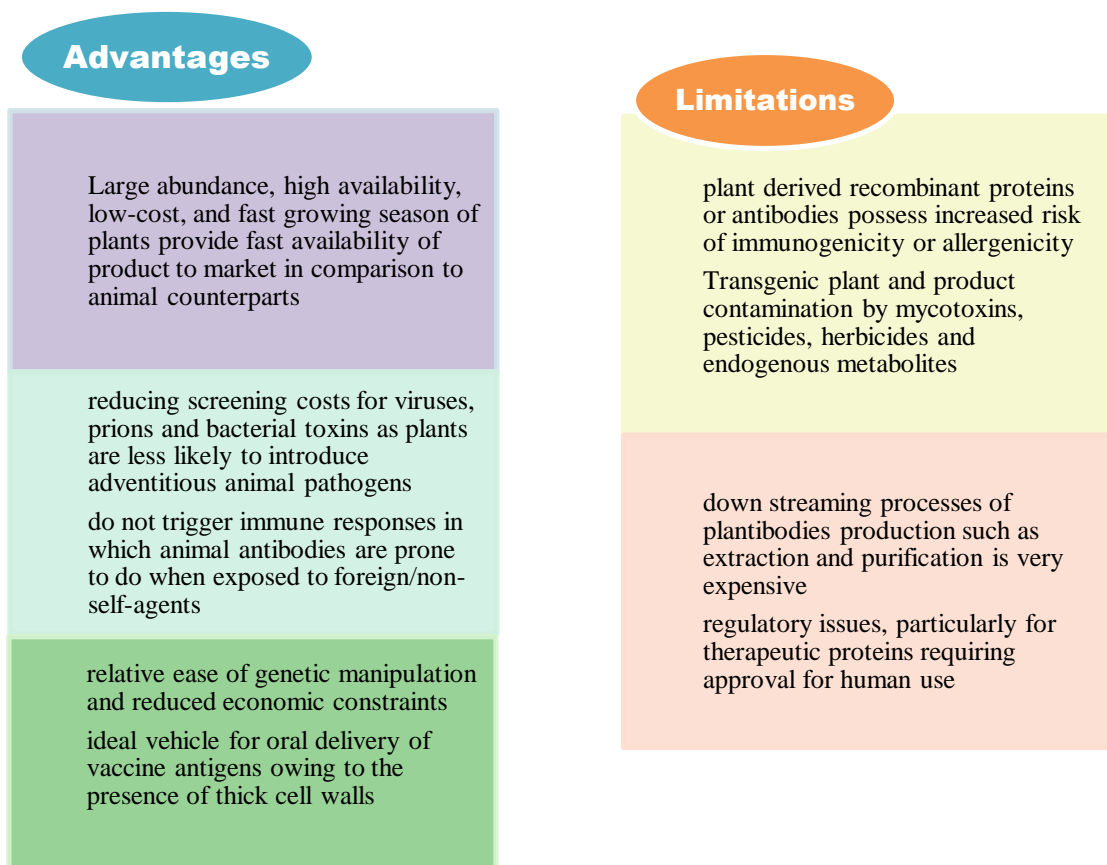 Advantages
Large abundance, high availability,
low-cost, and fast growing season of
plants provide fast availability of
product to market in comparison to
animal counterparts
reducing screening costs for viruses,
prions and bacterial toxins as plants
are less likely to introduce
adventitious animal pathogens
do not trigger immune responses in
which animal antibodies are prone
to do when exposed to foreign/non-
self-agents
relative ease of genetic manipulation
and reduced economic constraints
ideal vehicle for oral delivery of
vaccine antigens owing to the
presence of thick cell walls
Limitations
plant derived recombinant proteins
or antibodies possess increased risk
of immunogenicity or allergenicity
Transgenic plant and product
contamination by mycotoxins,
pesticides, herbicides and
endogenous metabolites
down streaming processes of
plantibodies production such as
extraction and purification is very
expensive
regulatory issues, particularly for
therapeutic proteins requiring
approval for human use